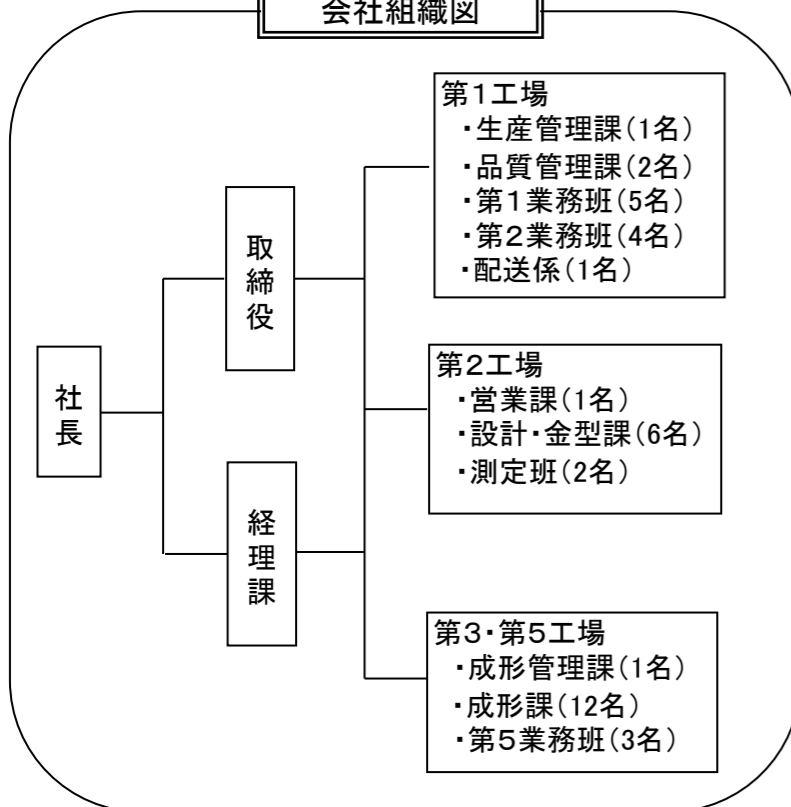 会社組織図
社長
取締役
経理課
第1工場
・生産管理課(1名)
・品質管理課(2名)
・第1業務班(5名)
・第2業務班(4名)
・配送係(1名)
第2工場
・営業課(1名)
・設計・金型課(6名)
・測定班(2名)
第3・第5工場
・成形管理課(1名)
・成形課(12名)
・第5業務班(3名)